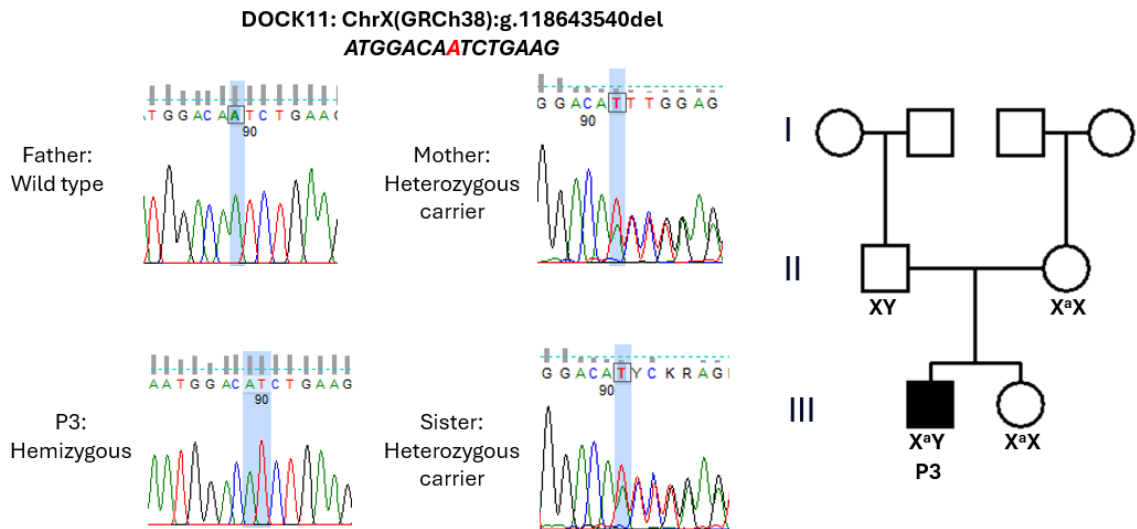 DOCK11: ChrX(GRCh38):g.118643540del
ATGGACAATCTGAAG
TGGACAATCTGAA
90
Father:
Wild type
GGACATTTGGAG
90
Mother:
Heterozygous
carrier
AATGGACATCTGAAG
90
P3:
Hemizygous
GGACATYCKRAG
90
Sister:
Heterozygous
carrier
I
II
XY
XᵃX
III
XᵃY
XᵃX
P3